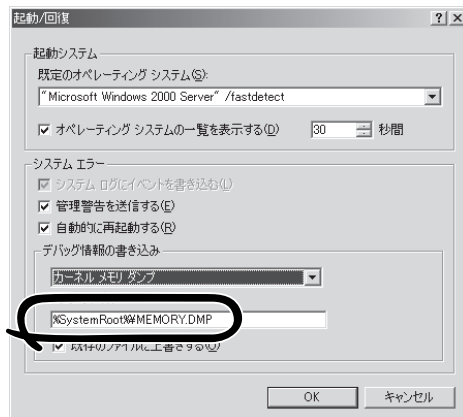 起動/回復
起動システム
既定のオペレーティング システム(S):
"Microsoft Windows 2000 Server" /fastdetect
オペレーティング システムの一覧を表示する(D) 30 秒間
システム エラー
システム ログにイベントを書き込む(L)
管理警告を送信する(E)
自動的に再起動する(R)
デバッグ情報の書き込み
カーネル メモリ ダンプ
%SystemRoot%¥MEMORY.DMP
既存のファイルに上書きする(O)
OK キャンセル